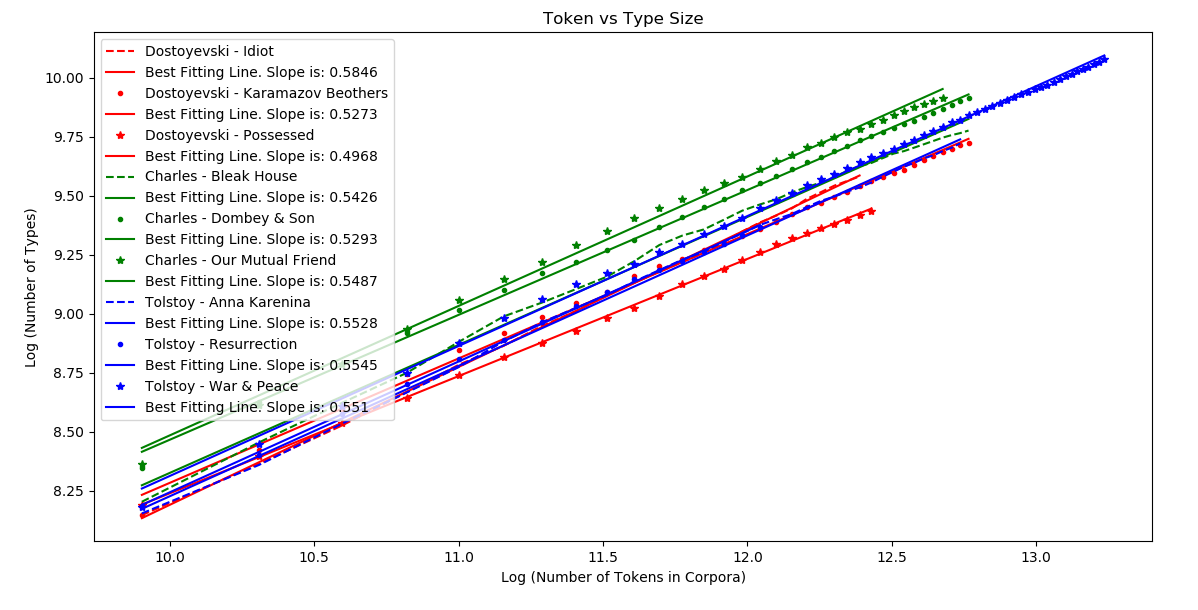 Token vs Type Size
Dostoyevski - Idiot
Best Fitting Line. Slope is: 0.5846
Dostoyevski - Karamazov Beothers
Best Fitting Line. Slope is: 0.5273
Dostoyevski - Possessed
Best Fitting Line. Slope is: 0.4968
Charles - Bleak House
Best Fitting Line. Slope is: 0.5426
Charles - Dombey & Son
Best Fitting Line. Slope is: 0.5293
Charles - Our Mutual Friend
Best Fitting Line. Slope is: 0.5487
Tolstoy - Anna Karenina
Best Fitting Line. Slope is: 0.5528
Tolstoy - Resurrection
Best Fitting Line. Slope is: 0.5545
Tolstoy - War & Peace
Best Fitting Line. Slope is: 0.551
Log (Number of Types)
10.00
9.75
9.50
9.25
9.00
8.75
8.50
8.25
10.0
10.5
11.0
11.5
12.0
12.5
13.0
Log (Number of Tokens in Corpora)